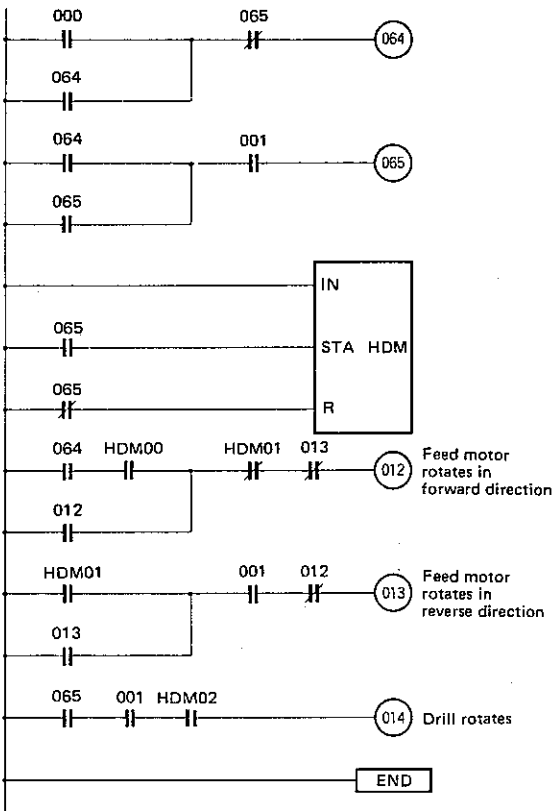 000 065
064
064
064 001
065
065
IN
065
STA HDM
065
R
064 HDM00 HDM01 013
012
Feed motor
rotates in
forward direction
012
HDM01 001 012
013
Feed motor
rotates in
reverse direction
013
065 001 HDM02
014
Drill rotates
END